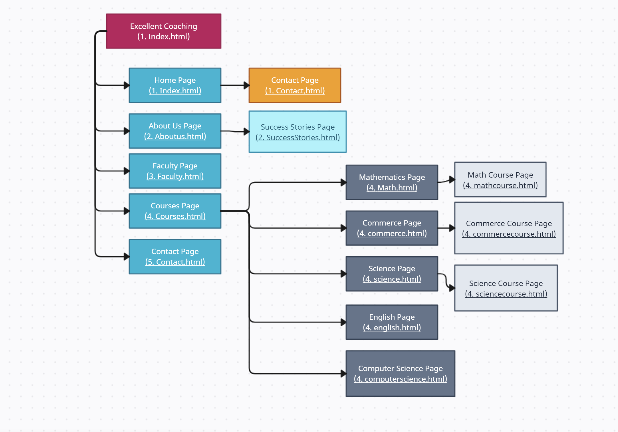 Excellent Coaching
(1. Index.html)
Home Page
(1. Index.html)
Contact Page
(1. Contact.html)
About Us Page
(2. Aboutus.html)
Success Stories Page
(2. SuccessStories.html)
Faculty Page
(3. Faculty.html)
Courses Page
(4. Courses.html)
Contact Page
(5. Contact.html)
Mathematics Page
(4. Math.html)
Math Course Page
(4. mathcourse.html)
Commerce Page
(4. commerce.html)
Commerce Course Page
(4. commercecourse.html)
Science Page
(4. science.html)
Science Course Page
(4. sciencecourse.html)
English Page
(4. english.html)
Computer Science Page
(4. computerscience.html)